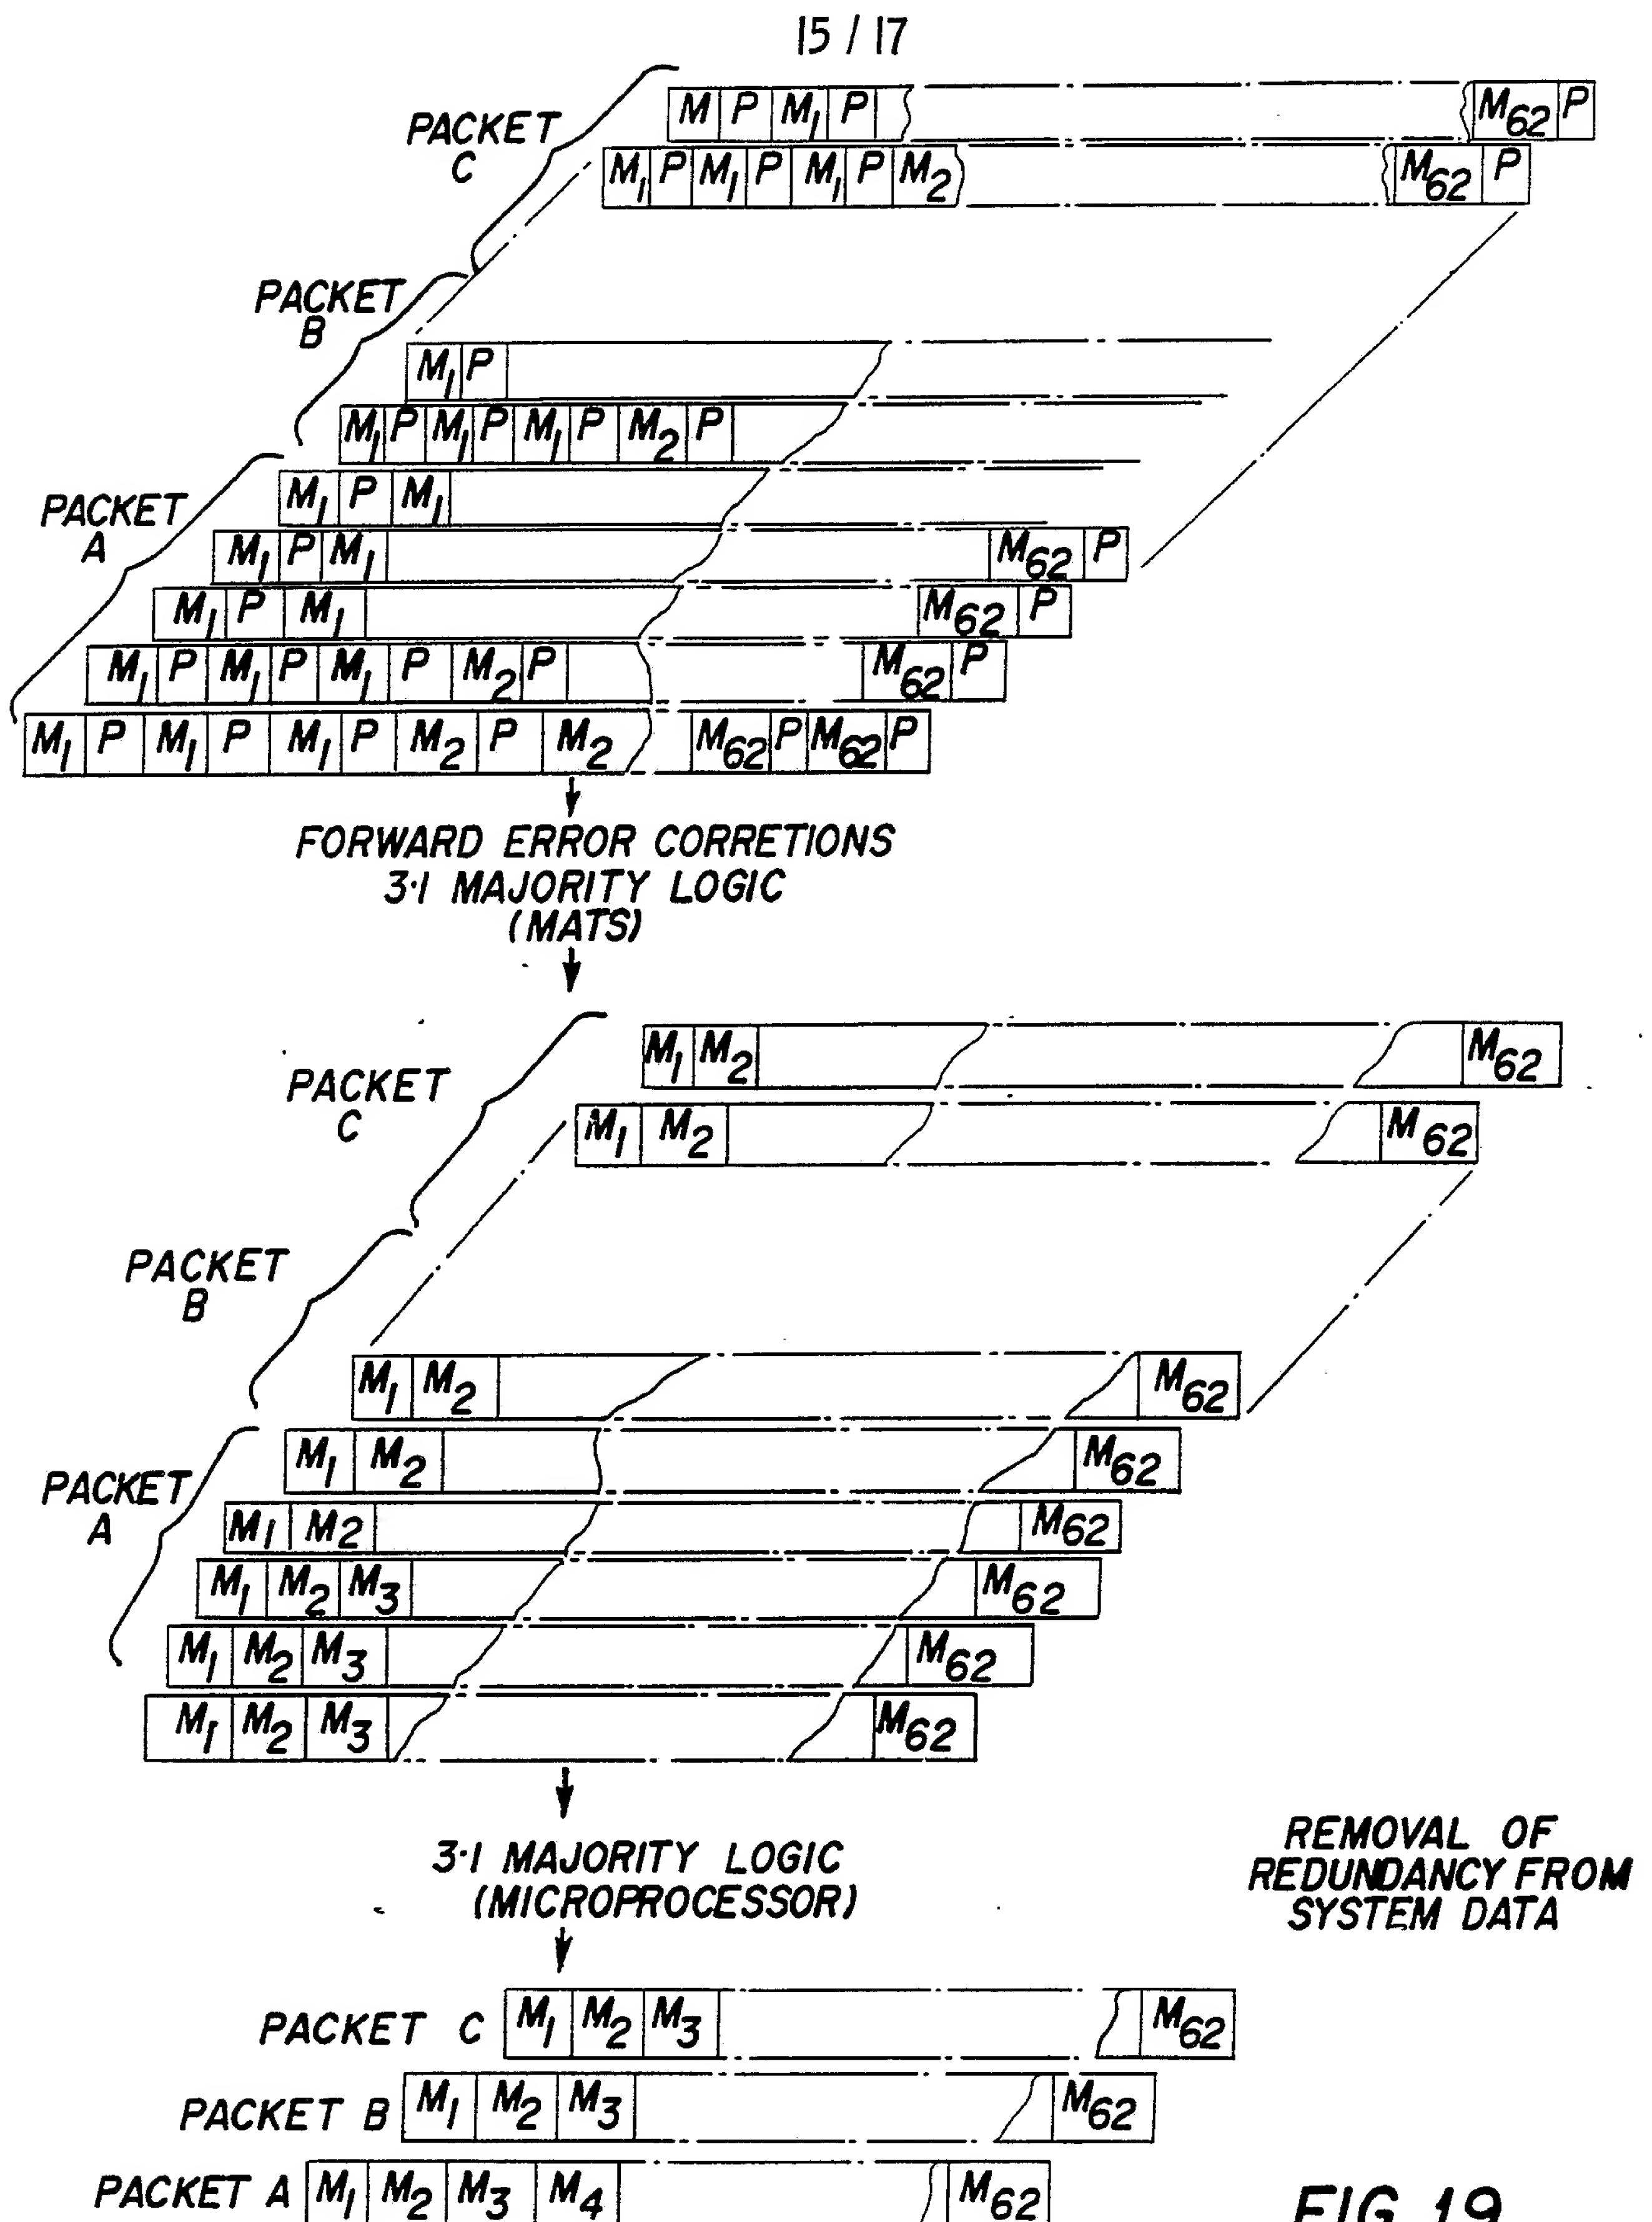 15 / 17
PACKET C
M P M1 P M62 P
M1 P M1 P M1 P M2 M62 P
PACKET B
M1 P
M1 P M1 P M1 P M2 P
PACKET A
M1 P M1
M1 P M1 M62 P
M1 P M1 M62 P
M1 P M1 P M1 P M2 P M62 P
M1 P M1 P M1 P M2 P M2 M62 P M62 P
FORWARD ERROR CORRETIONS
3·1 MAJORITY LOGIC
(MATS)
PACKET C
M1 M2 M62
M1 M2 M62
PACKET B
M1 M2 M62
PACKET A
M1 M2 M62
M1 M2 M62
M1 M2 M3 M62
M1 M2 M3 M62
M1 M2 M3 M62
3·1 MAJORITY LOGIC
(MICROPROCESSOR)
REMOVAL OF
REDUNDANCY FROM
SYSTEM DATA
PACKET C M1 M2 M3 M62
PACKET B M1 M2 M3 M62
PACKET A M1 M2 M3 M4 M62
FIG 19